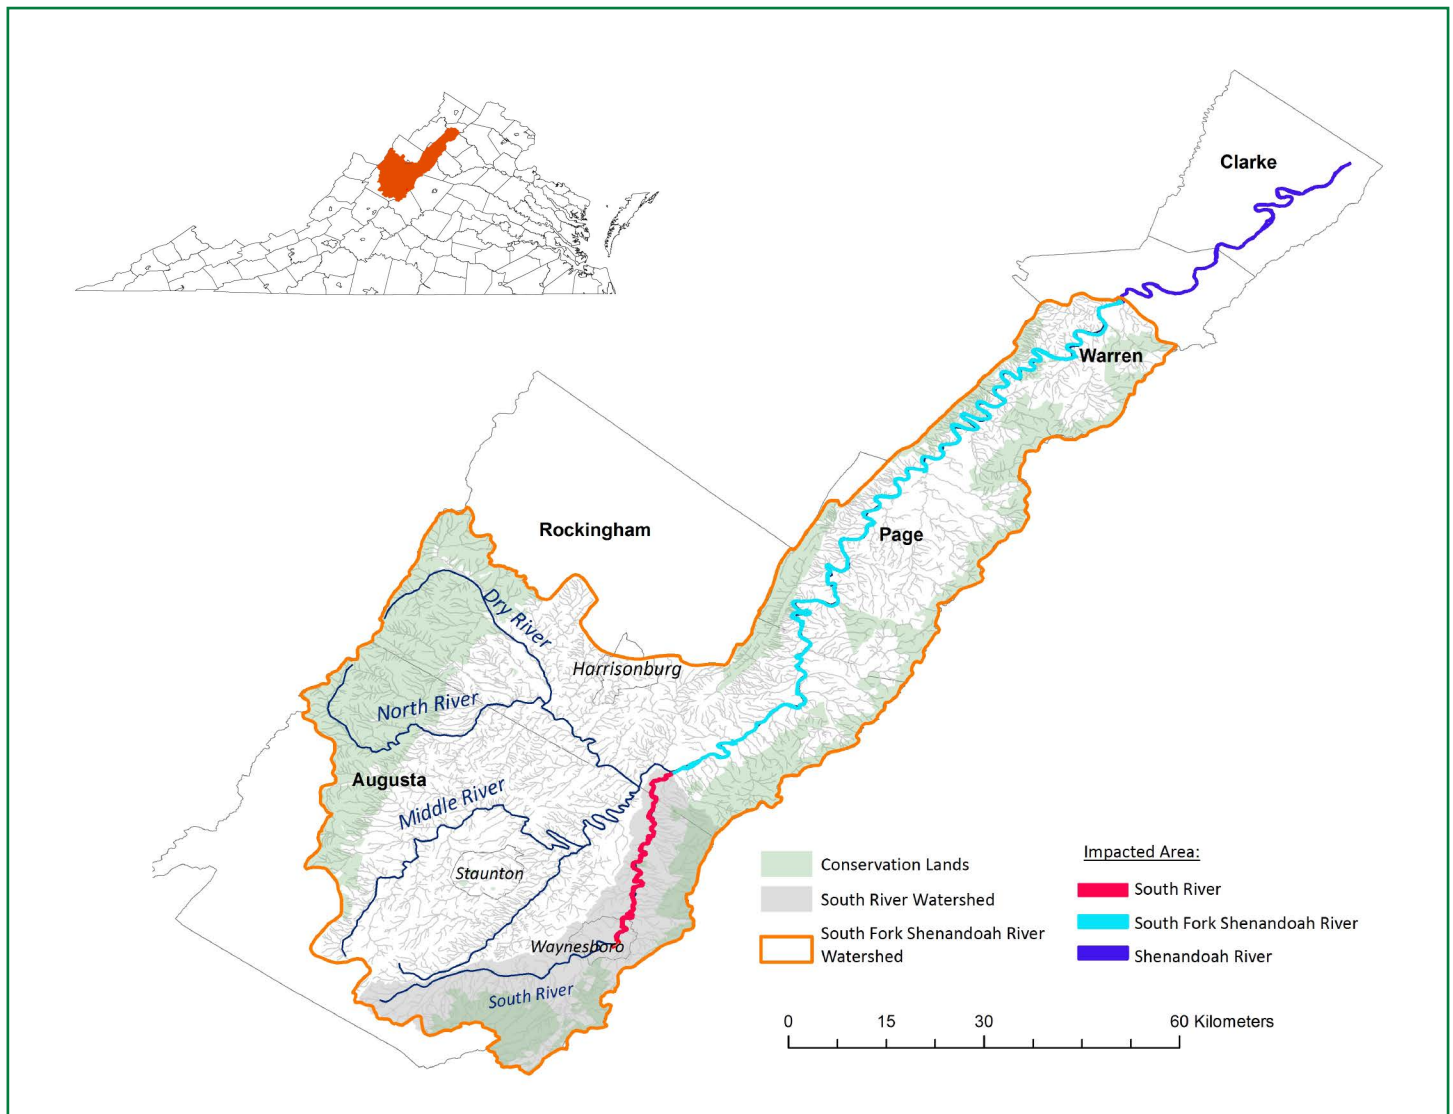 Clarke
Warren
Rockingham
Page
Dry River
Harrisonburg
North River
Augusta
Middle River
Staunton
Waynesboro
South River
Conservation Lands
South River Watershed
South Fork Shenandoah River
Watershed
Impacted Area:
South River
South Fork Shenandoah River
Shenandoah River
0 15 30 60 Kilometers